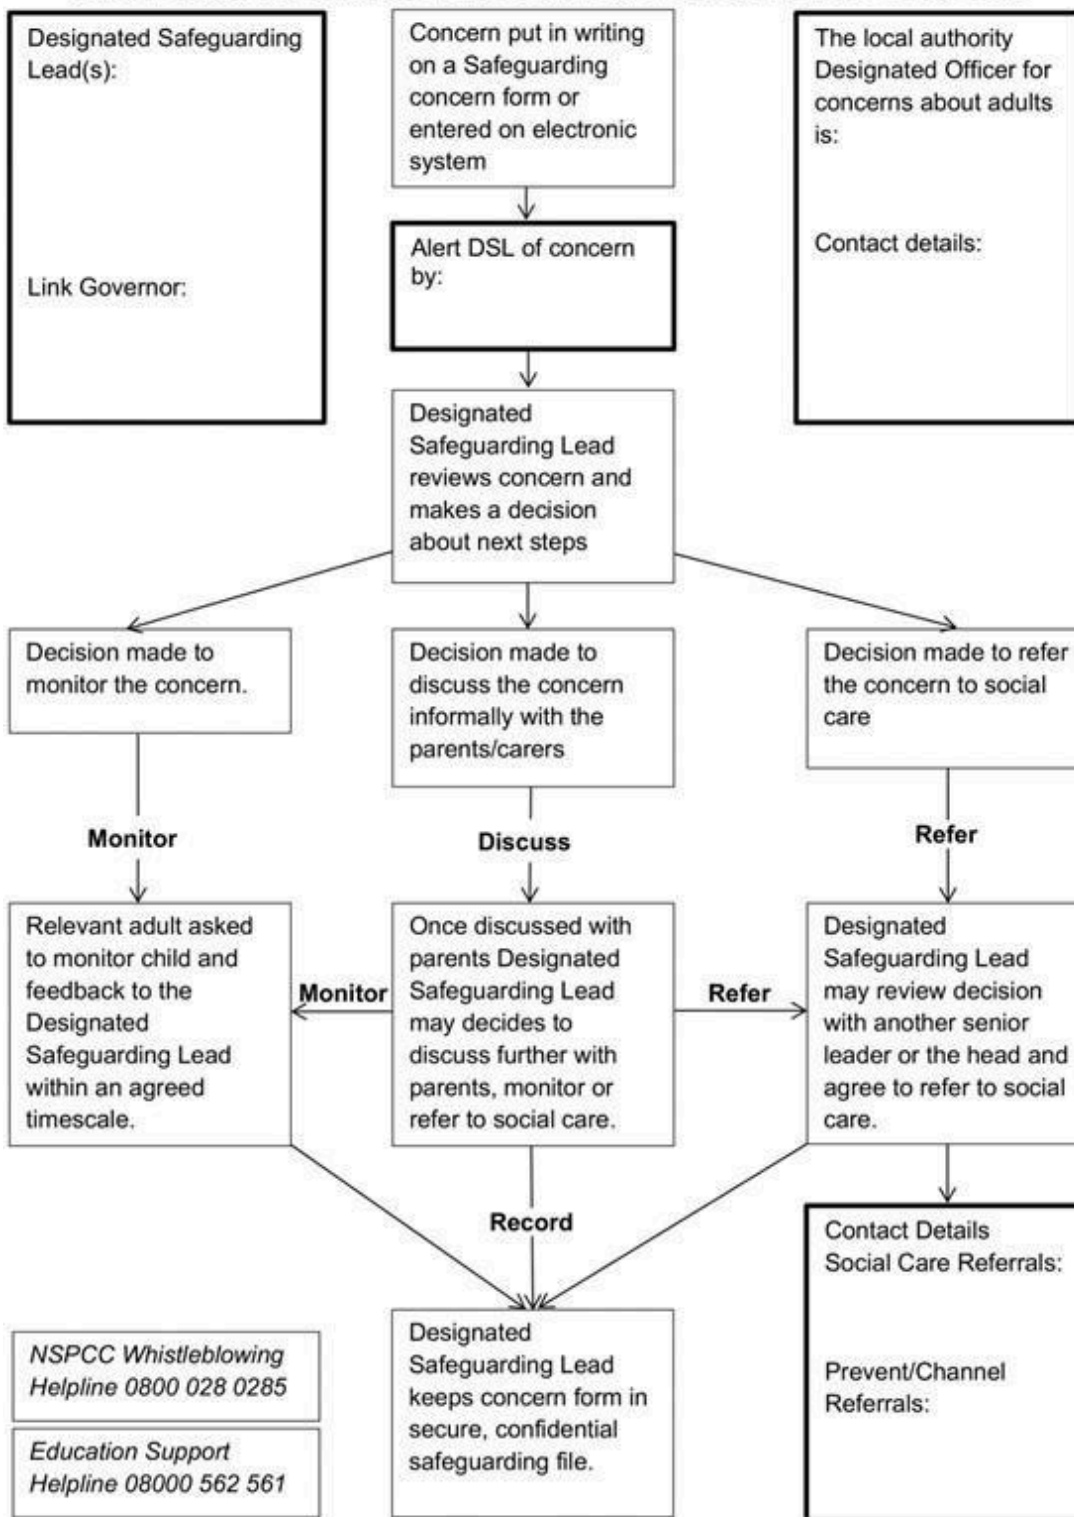 Designated Safeguarding
Lead(s):
Link Governor:
Concern put in writing
on a Safeguarding
concern form or
entered on electronic
system
The local authority
Designated Officer for
concerns about adults
is:
Contact details:
Alert DSL of concern
by:
Designated
Safeguarding Lead
reviews concern and
makes a decision
about next steps
Decision made to
monitor the concern.
Decision made to
discuss the concern
informally with the
parents/carers
Decision made to refer
the concern to social
care
Monitor
Discuss
Refer
Relevant adult asked
to monitor child and
feedback to the
Designated
Safeguarding Lead
within an agreed
timescale.
Monitor
Once discussed with
parents Designated
Safeguarding Lead
may decides to
discuss further with
parents, monitor or
refer to social care.
Refer
Designated
Safeguarding Lead
may review decision
with another senior
leader or the head and
agree to refer to social
care.
Record
Contact Details
Social Care Referrals:
Prevent/Channel
Referrals:
Designated
Safeguarding Lead
keeps concern form in
secure, confidential
safeguarding file.
NSPCC Whistleblowing
Helpline 0800 028 0285
Education Support
Helpline 08000 562 561